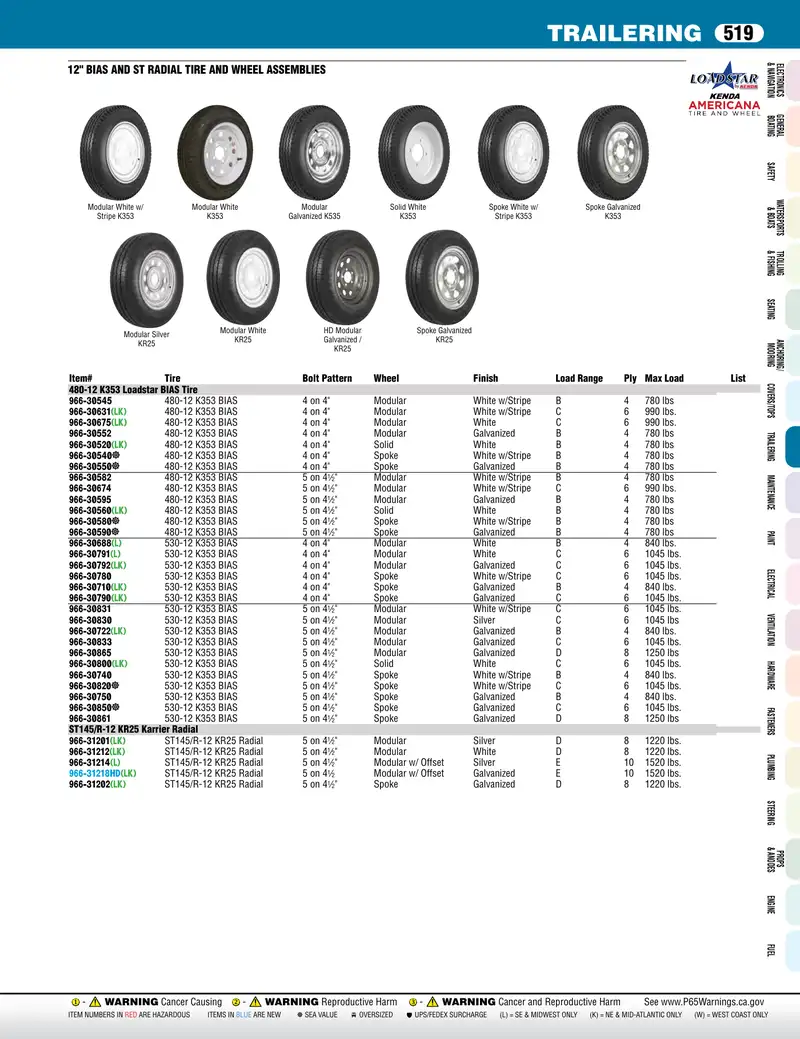 TRAILERING 519
12" BIAS AND ST RADIAL TIRE AND WHEEL ASSEMBLIES
LOADSTAR
by KENDA
KENDA
AMERICANA
TIRE AND WHEEL
Modular White w/
Stripe K353
Modular White
K353
Modular
Galvanized K535
Solid White
K353
Spoke White w/
Stripe K353
Spoke Galvanized
K353
Modular Silver
KR25
Modular White
KR25
HD Modular
Galvanized /
KR25
Spoke Galvanized
KR25
Item# Tire Bolt Pattern Wheel Finish Load Range Ply Max Load List
480-12 K353 Loadstar BIAS Tire
966-30545 480-12 K353 BIAS 4 on 4" Modular White w/Stripe B 4 780 lbs
966-30631(LK) 480-12 K353 BIAS 4 on 4" Modular White w/Stripe C 6 990 lbs.
966-30675(LK) 480-12 K353 BIAS 4 on 4" Modular White C 6 990 lbs.
966-30552 480-12 K353 BIAS 4 on 4" Modular Galvanized B 4 780 lbs
966-30520(LK) 480-12 K353 BIAS 4 on 4" Solid White B 4 780 lbs
966-30540 480-12 K353 BIAS 4 on 4" Spoke White w/Stripe B 4 780 lbs
966-30550 480-12 K353 BIAS 4 on 4" Spoke Galvanized B 4 780 lbs
966-30582 480-12 K353 BIAS 5 on 4½" Modular White w/Stripe B 4 780 lbs
966-30674 480-12 K353 BIAS 5 on 4½" Modular White w/Stripe C 6 990 lbs.
966-30595 480-12 K353 BIAS 5 on 4½" Modular Galvanized B 4 780 lbs
966-30560(LK) 480-12 K353 BIAS 5 on 4½" Solid White B 4 780 lbs
966-30580 480-12 K353 BIAS 5 on 4½" Spoke White w/Stripe B 4 780 lbs
966-30590 480-12 K353 BIAS 5 on 4½" Spoke Galvanized B 4 780 lbs
966-30688(L) 530-12 K353 BIAS 4 on 4" Modular White B 4 840 lbs.
966-30791(L) 530-12 K353 BIAS 4 on 4" Modular White C 6 1045 lbs.
966-30792(LK) 530-12 K353 BIAS 4 on 4" Modular Galvanized C 6 1045 lbs.
966-30780 530-12 K353 BIAS 4 on 4" Spoke White w/Stripe C 6 1045 lbs.
966-30710(LK) 530-12 K353 BIAS 4 on 4" Spoke Galvanized B 4 840 lbs.
966-30790(LK) 530-12 K353 BIAS 4 on 4" Spoke Galvanized C 6 1045 lbs.
966-30831 530-12 K353 BIAS 5 on 4½" Modular White w/Stripe C 6 1045 lbs.
966-30830 530-12 K353 BIAS 5 on 4½" Modular Silver C 6 1045 lbs
966-30722(LK) 530-12 K353 BIAS 5 on 4½" Modular Galvanized B 4 840 lbs.
966-30833 530-12 K353 BIAS 5 on 4½" Modular Galvanized C 6 1045 lbs.
966-30865 530-12 K353 BIAS 5 on 4½" Modular Galvanized D 8 1250 lbs
966-30800(LK) 530-12 K353 BIAS 5 on 4½" Solid White C 6 1045 lbs.
966-30740 530-12 K353 BIAS 5 on 4½" Spoke White w/Stripe B 4 840 lbs.
966-30820 530-12 K353 BIAS 5 on 4½" Spoke White w/Stripe C 6 1045 lbs.
966-30750 530-12 K353 BIAS 5 on 4½" Spoke Galvanized B 4 840 lbs.
966-30850 530-12 K353 BIAS 5 on 4½" Spoke Galvanized C 6 1045 lbs.
966-30861 530-12 K353 BIAS 5 on 4½" Spoke Galvanized D 8 1250 lbs
ST145/R-12 KR25 Karrier Radial
966-31201(LK) ST145/R-12 KR25 Radial 5 on 4½" Modular Silver D 8 1220 lbs.
966-31212(LK) ST145/R-12 KR25 Radial 5 on 4½" Modular White D 8 1220 lbs.
966-31214(L) ST145/R-12 KR25 Radial 5 on 4½" Modular w/ Offset Silver E 10 1520 lbs.
966-31218HD(LK) ST145/R-12 KR25 Radial 5 on 4½ Modular w/ Offset Galvanized E 10 1520 lbs.
966-31202(LK) ST145/R-12 KR25 Radial 5 on 4½" Spoke Galvanized D 8 1220 lbs.
ELECTRONICS
& NAVIGATION
GENERAL
BOATING
SAFETY
WATERSPORTS
& BOATS
TROLLING
& FISHING
SEATING
ANCHORING/
MOORING
COVERS/TOPS
TRAILERING
MAINTENANCE
PAINT
ELECTRICAL
VENTILATION
HARDWARE
FASTENERS
PLUMBING
STEERING
PROPS
& ANODES
ENGINE
FUEL
1 - WARNING Cancer Causing 2 - WARNING Reproductive Harm 3 - WARNING Cancer and Reproductive Harm See www.P65Warnings.ca.gov
ITEM NUMBERS IN RED ARE HAZARDOUS ITEMS IN BLUE ARE NEW SEA VALUE OVERSIZED UPS/FEDEX SURCHARGE (L) = SE & MIDWEST ONLY (K) = NE & MID-ATLANTIC ONLY (W) = WEST COAST ONLY